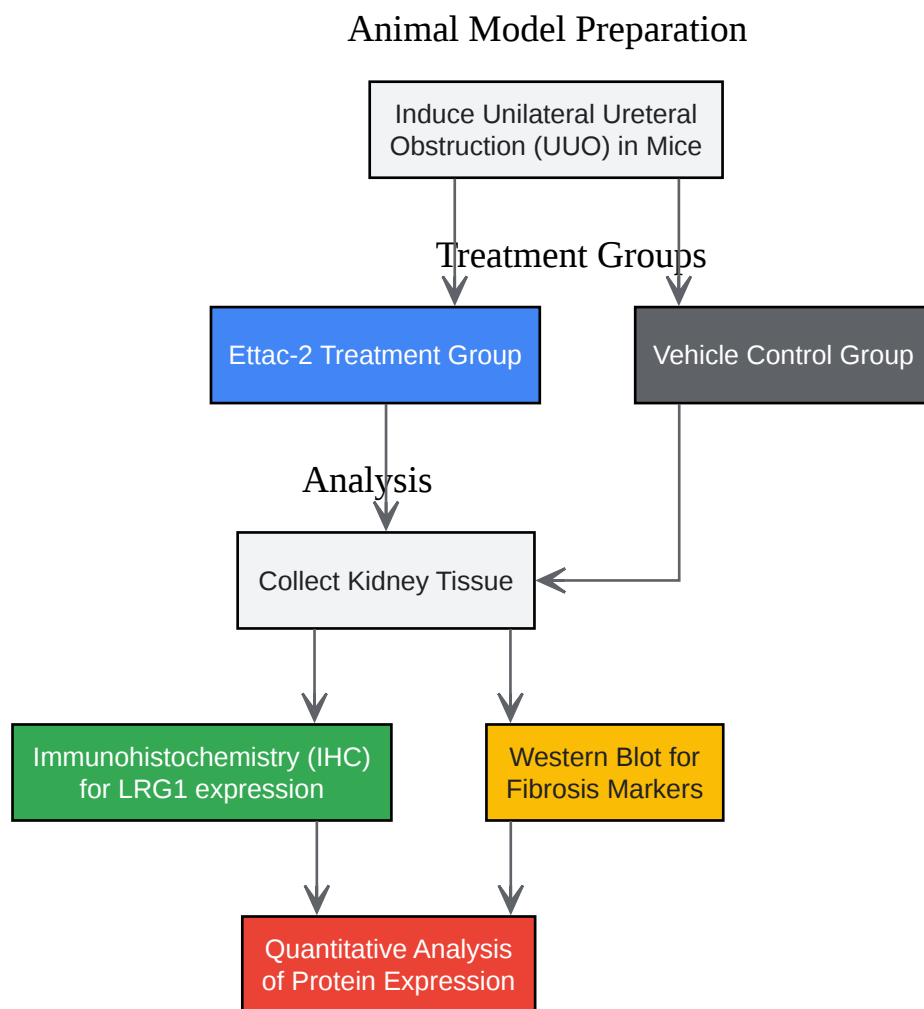 Animal Model Preparation
Induce Unilateral Ureteral
Obstruction (UUO) in Mice
Treatment Groups
Ettac-2 Treatment Group
Vehicle Control Group
Analysis
Collect Kidney Tissue
Immunohistochemistry (IHC)
for LRG1 expression
Western Blot for
Fibrosis Markers
Quantitative Analysis
of Protein Expression